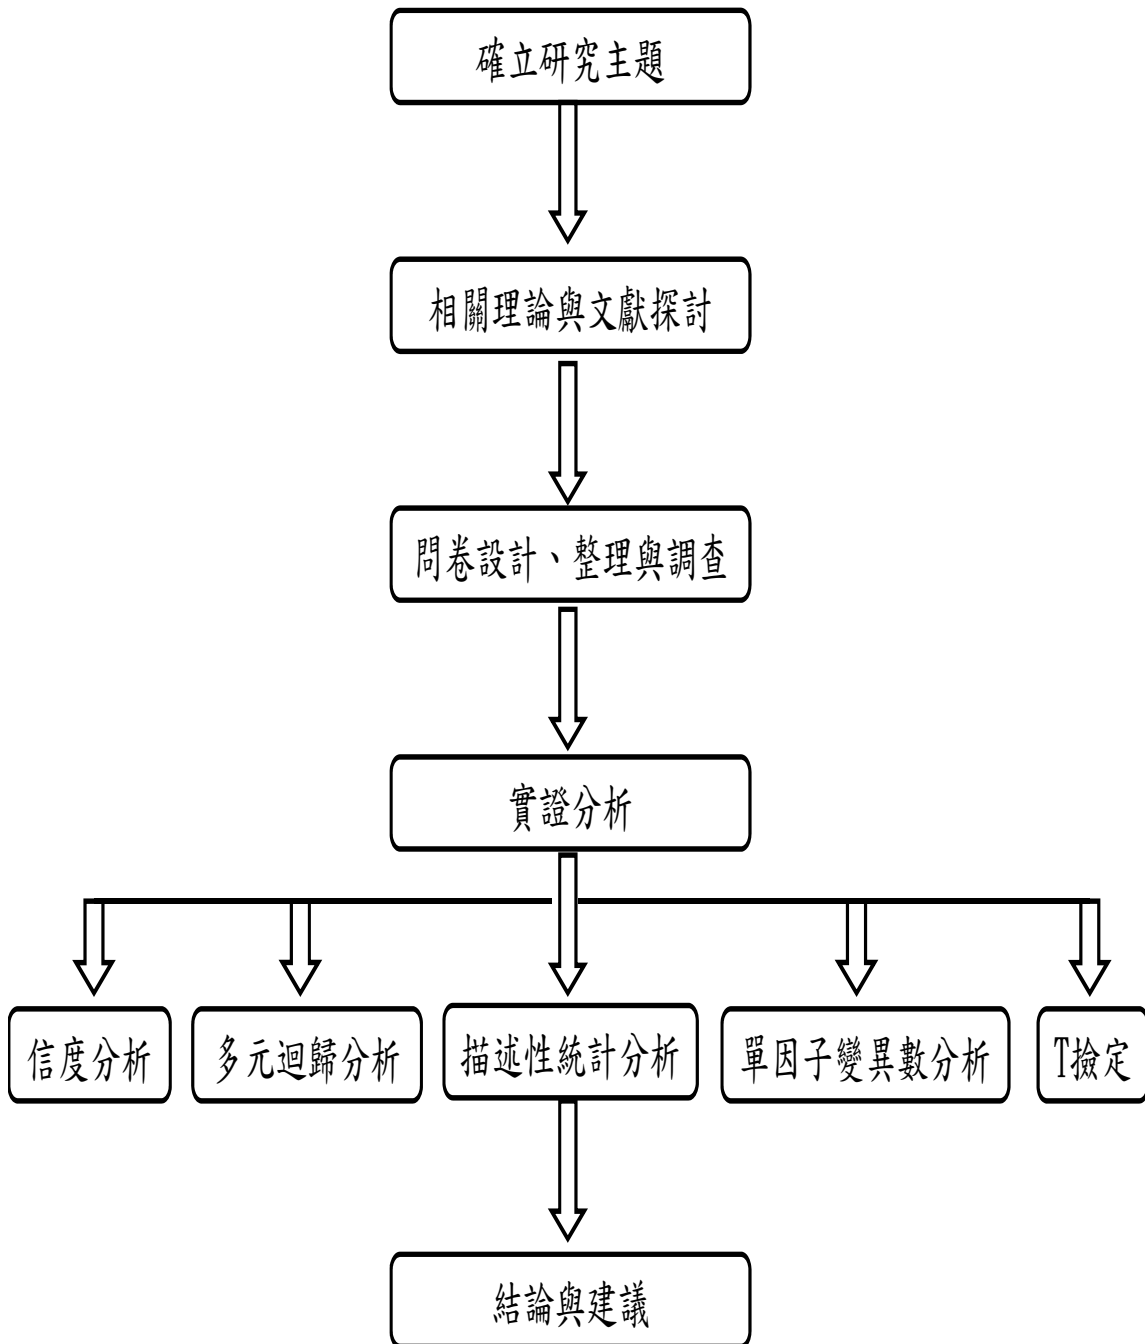 確立研究主題
相關理論與文獻探討
問卷設計、整理與調查
實證分析
信度分析
多元迴歸分析
描述性統計分析
單因子變異數分析
T檢定
結論與建議